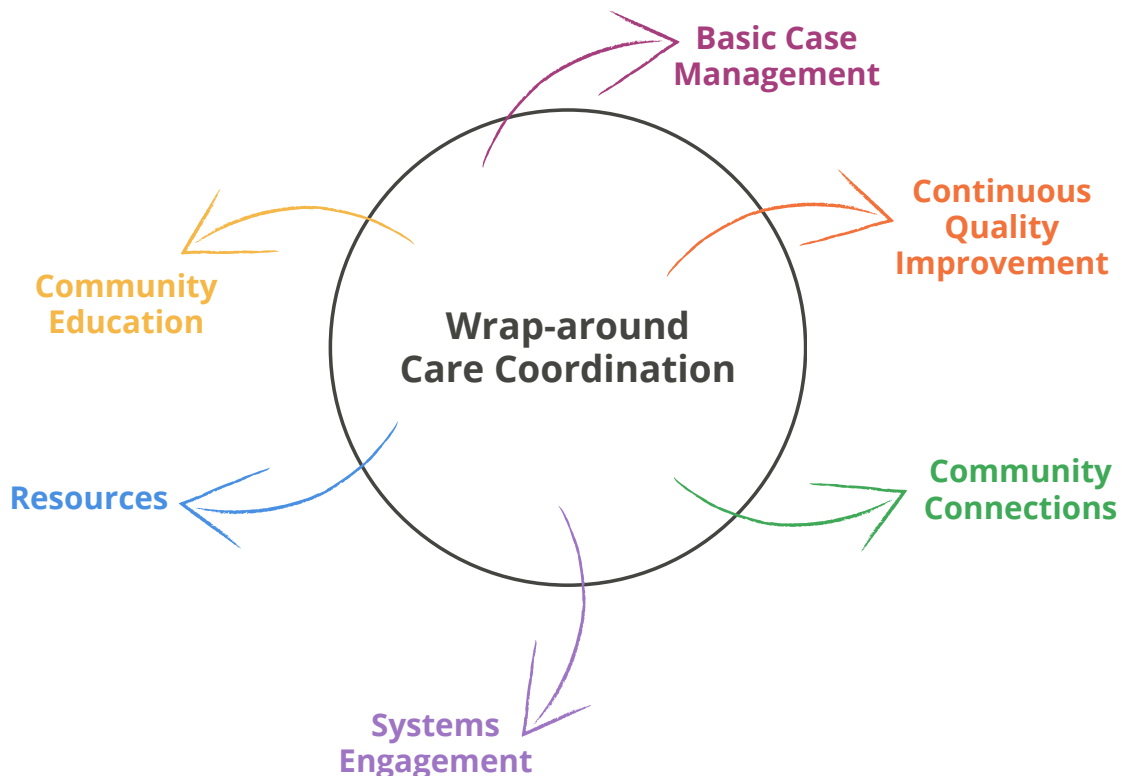 Basic Case
Management
Continuous
Quality
Improvement
Community
Education
Wrap-around
Care Coordination
Resources
Community
Connections
Systems
Engagement